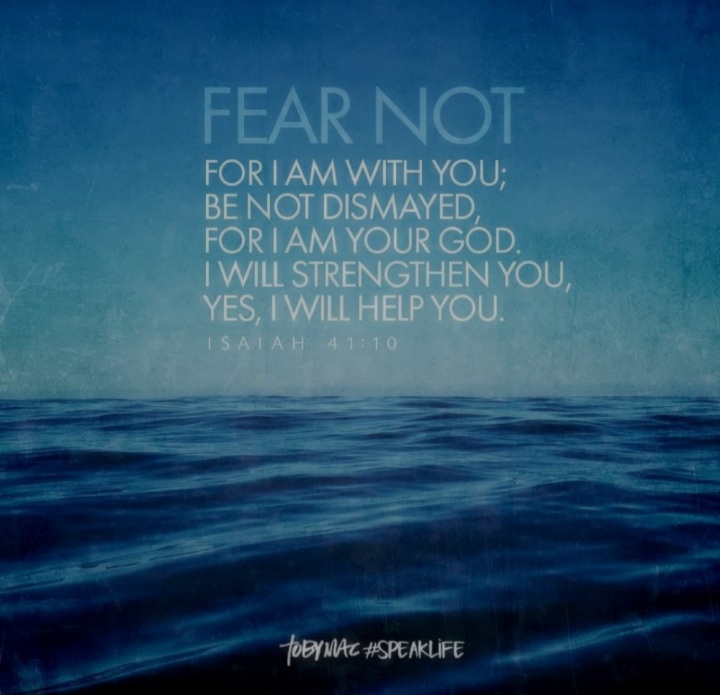 FEAR NOT
FOR I AM WITH YOU;
BE NOT DISMAYED,
FOR I AM YOUR GOD.
I WILL STRENGTHEN YOU,
YES, I WILL HELP YOU.
ISAIAH 41:10
TOBYMAC #SPEAKLIFE